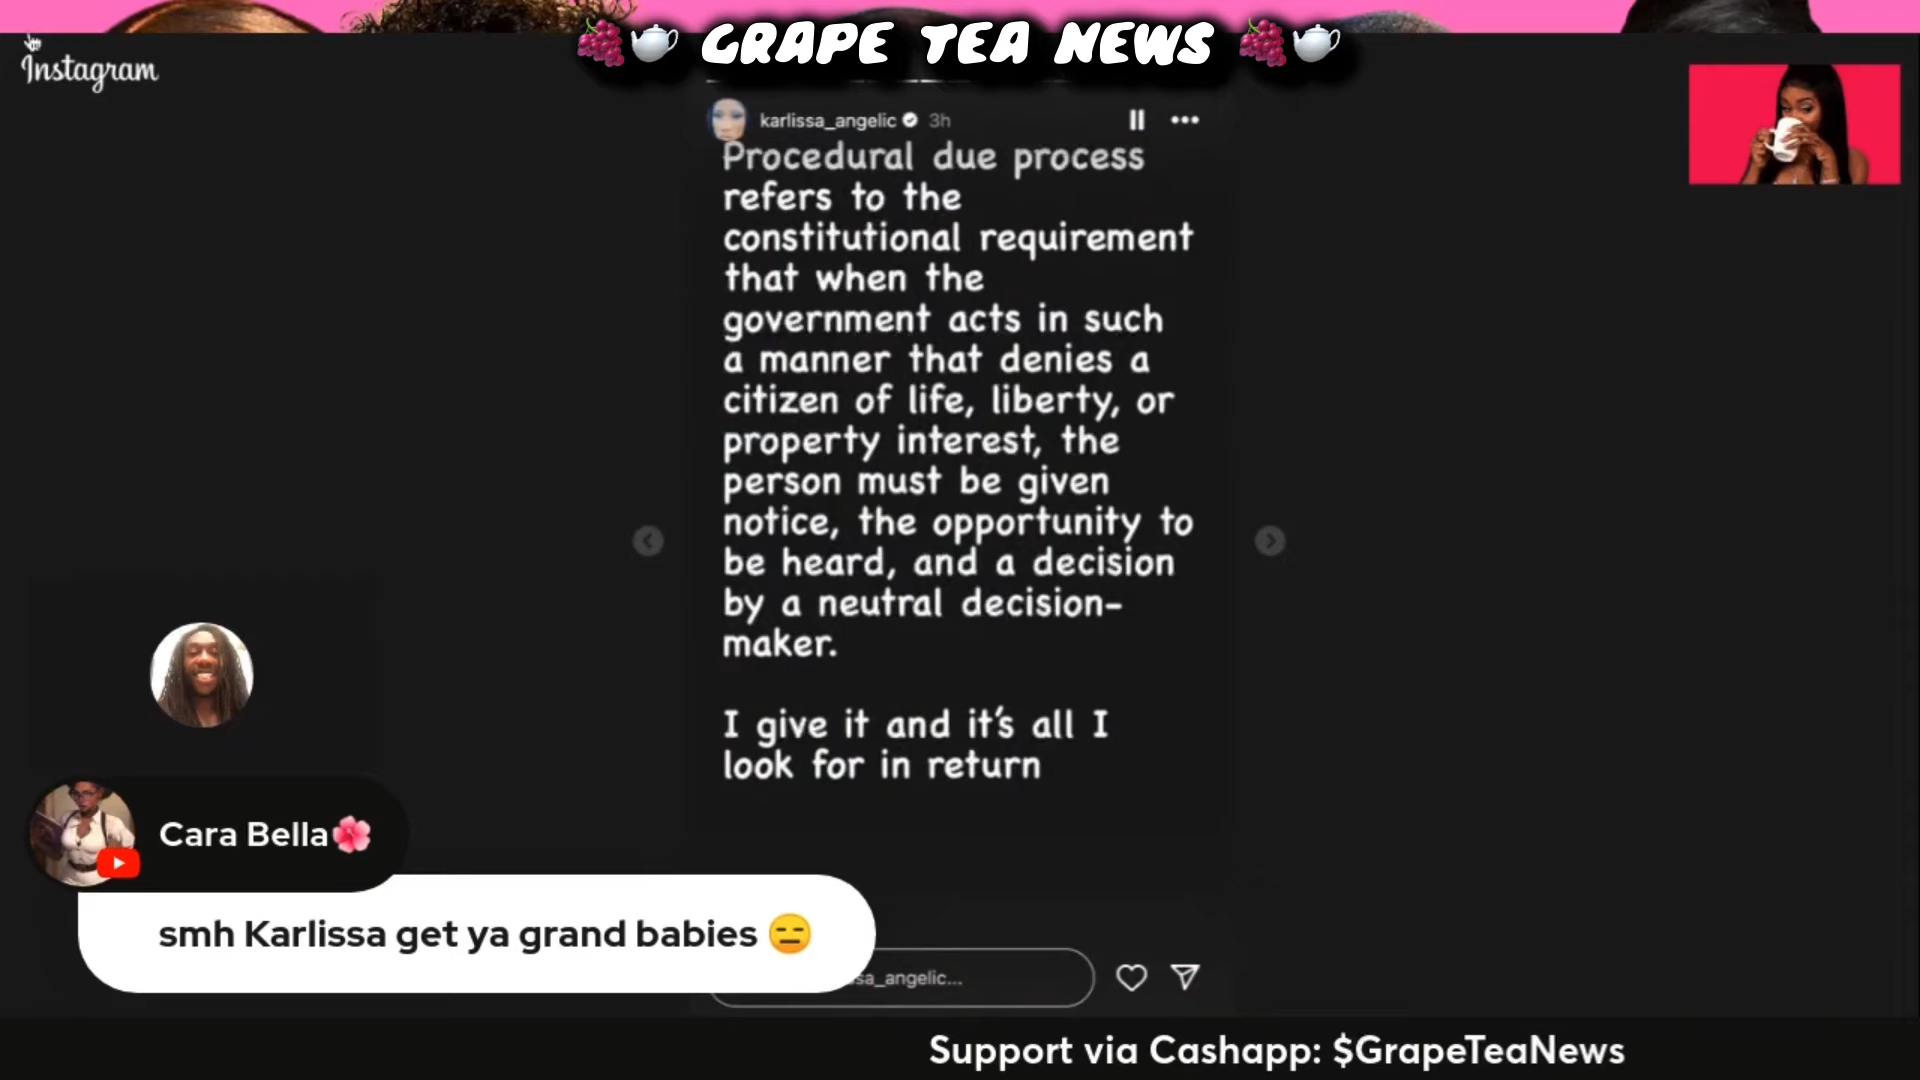 🍇🫖 GRAPE TEA NEWS 🍇🫖
Instagram
karlissa_angelic 3h
Procedural due process
refers to the
constitutional requirement
that when the
government acts in such
a manner that denies a
citizen of life, liberty, or
property interest, the
person must be given
notice, the opportunity to
be heard, and a decision
by a neutral decision-
maker.
I give it and it's all I
look for in return
Cara Bella🌺
smh Karlissa get ya grand babies 😑
sa_angelic...
Support via Cashapp: $GrapeTeaNews